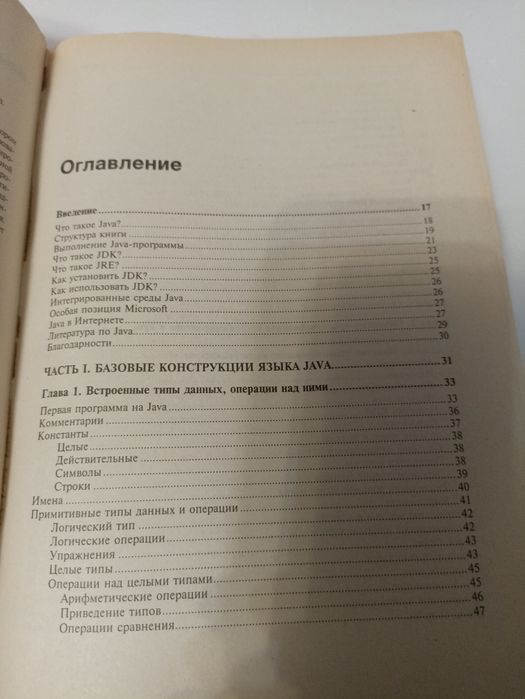 Оглавление
Введение 17
Что такое Java? 18
Структура книги 19
Выполнение Java-программы 21
Что такое JDK? 23
Что такое JRE? 25
Как установить JDK? 25
Как использовать JDK? 26
Интегрированные среды Java 26
Особая позиция Microsoft 27
Java в Интернете 27
Литература по Java 29
Благодарности 30
ЧАСТЬ I. БАЗОВЫЕ КОНСТРУКЦИИ ЯЗЫКА JAVA 31
Глава 1. Встроенные типы данных, операции над ними 33
Первая программа на Java 33
Комментарии 36
Константы 37
Целые 38
Действительные 38
Символы 38
Строки 39
Имена 40
Примитивные типы данных и операции 41
Логический тип 42
Логические операции 42
Упражнения 43
Целые типы 43
Операции над целыми типами 45
Арифметические операции 45
Приведение типов 46
Операции сравнения 47